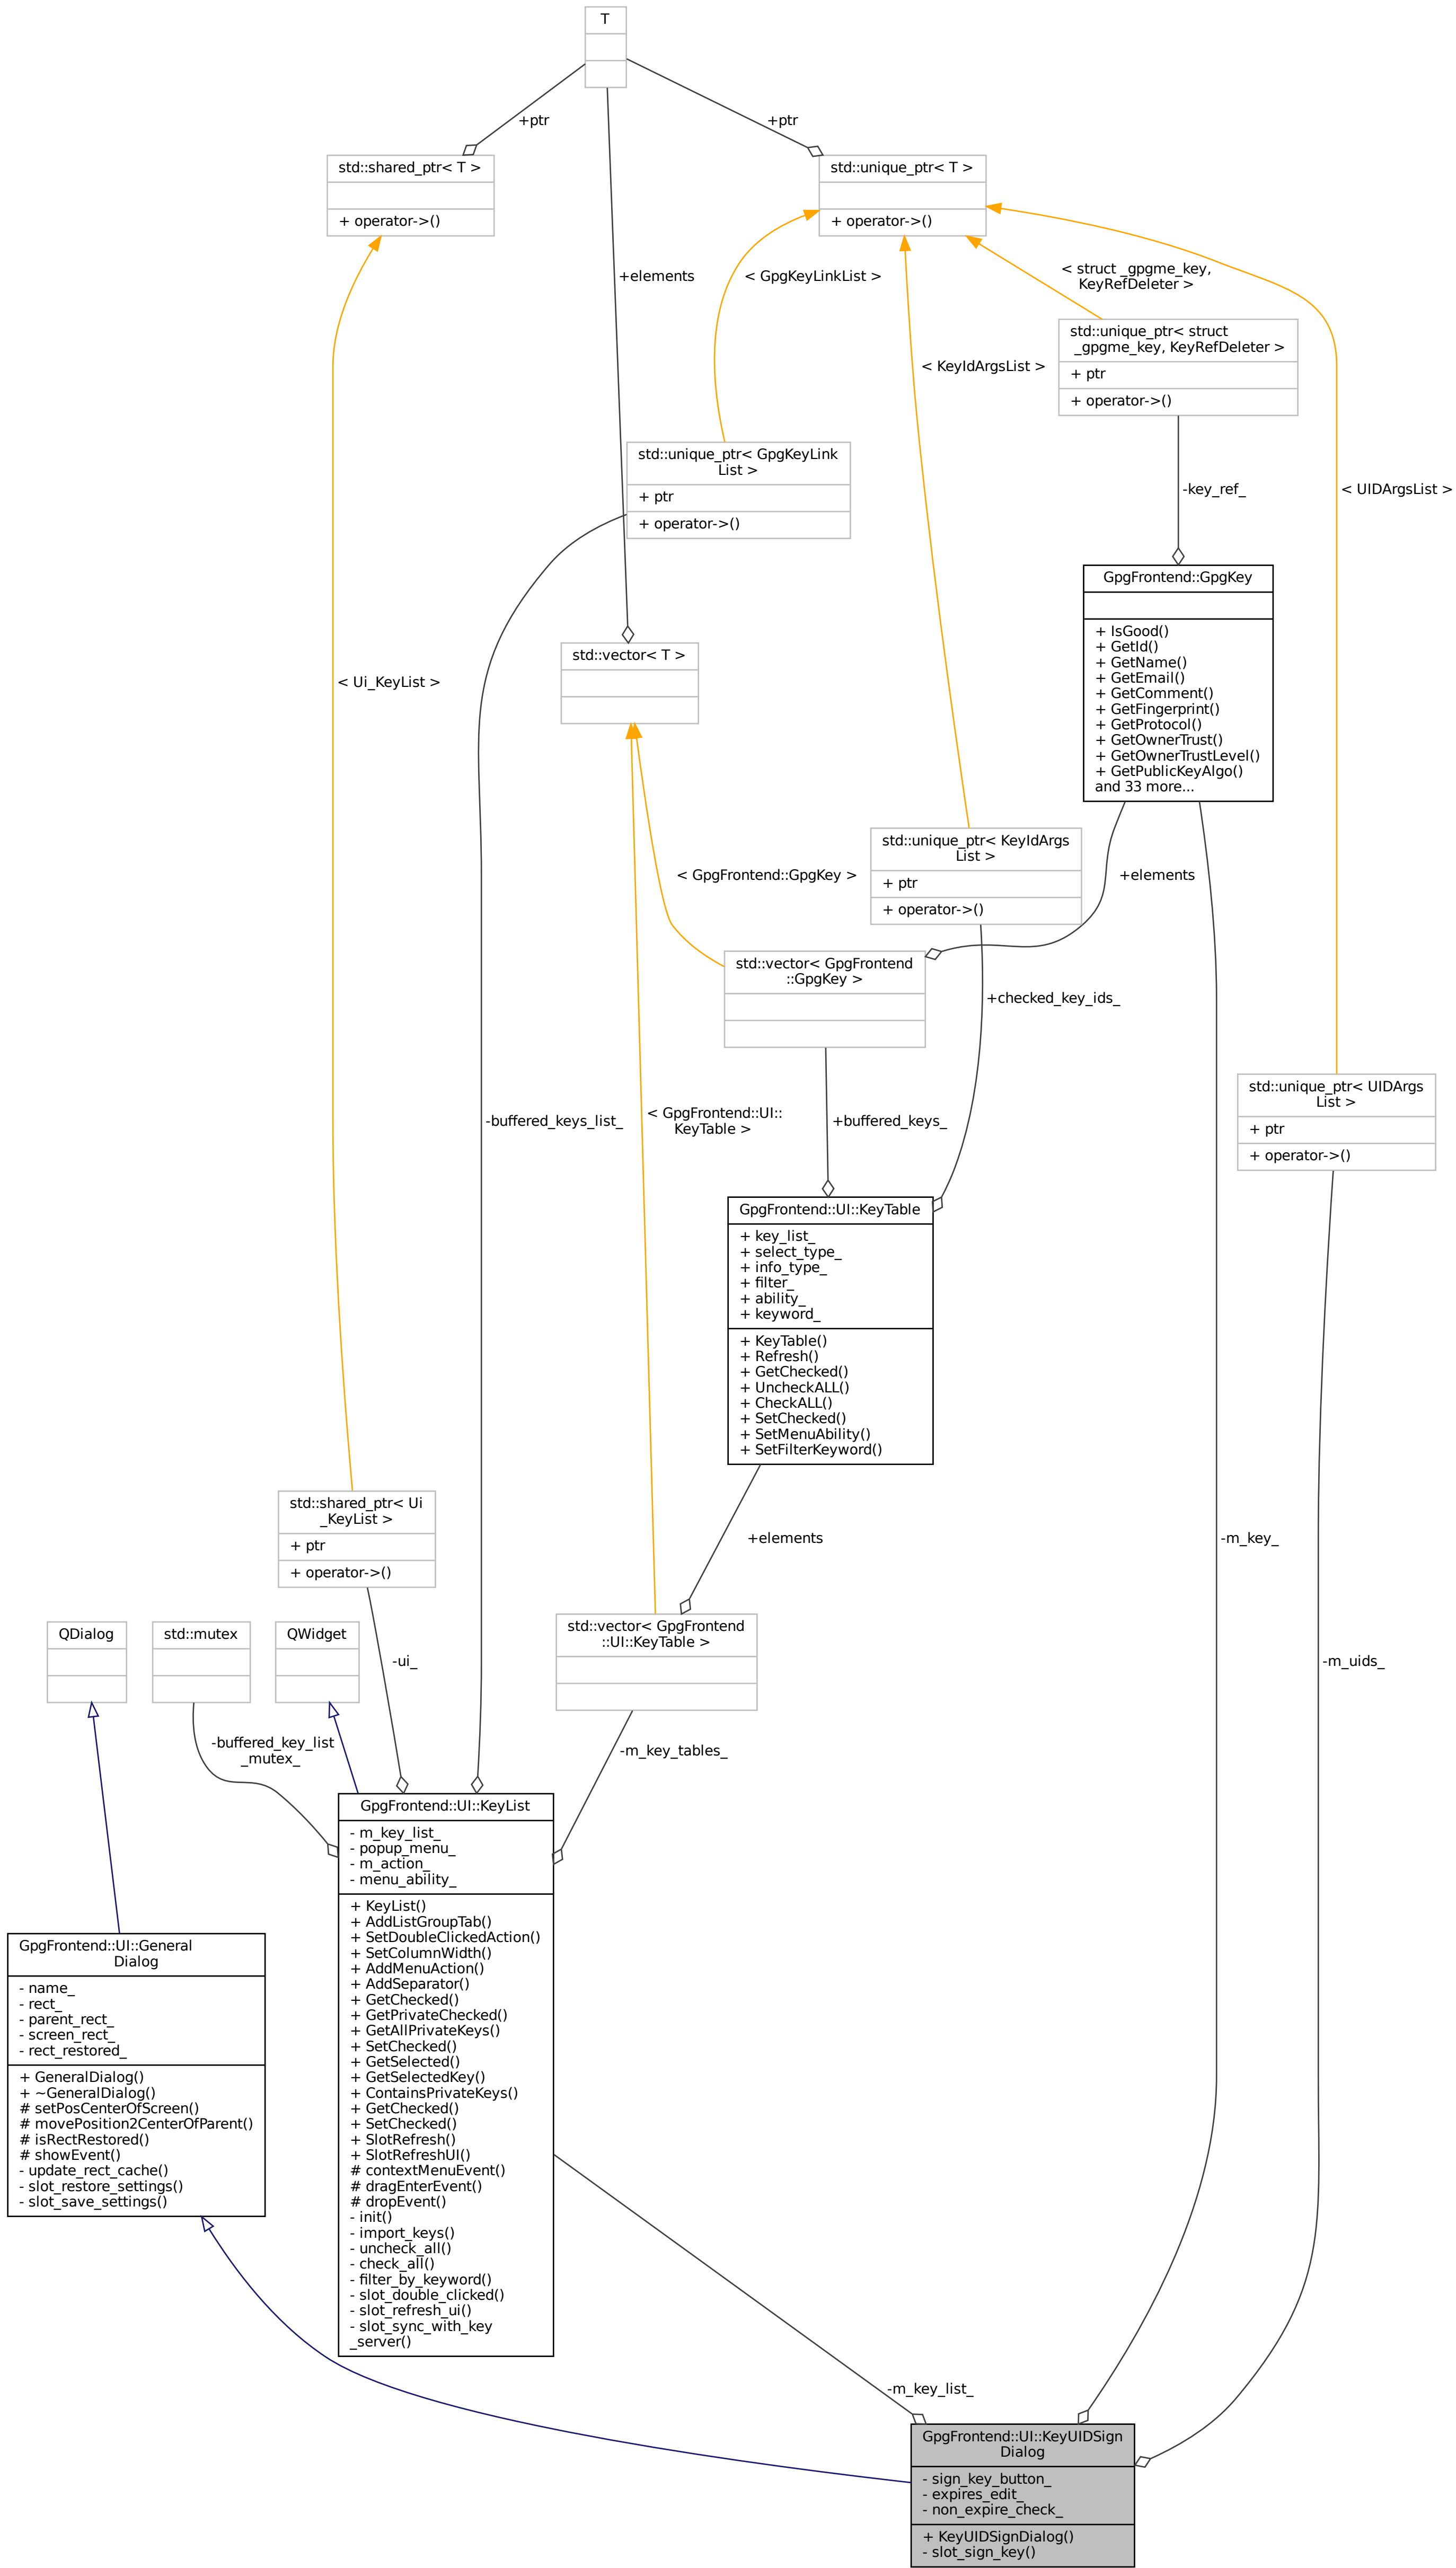 T
+ptr
+ptr
std::shared_ptr< T >
+ operator->()
std::unique_ptr< T >
+ operator->()
+elements
< GpgKeyLinkList >
< struct _gpgme_key,
KeyRefDeleter >
std::unique_ptr< struct
_gpgme_key, KeyRefDeleter >
+ ptr
+ operator->()
< KeyIdArgsList >
std::unique_ptr< GpgKeyLink
List >
+ ptr
+ operator->()
-key_ref_
< UIDArgsList >
GpgFrontend::GpgKey
+ IsGood()
+ GetId()
+ GetName()
+ GetEmail()
+ GetComment()
+ GetFingerprint()
+ GetProtocol()
+ GetOwnerTrust()
+ GetOwnerTrustLevel()
+ GetPublicKeyAlgo()
and 33 more...
std::vector< T >
< Ui_KeyList >
std::unique_ptr< KeyIdArgs
List >
+ ptr
+ operator->()
< GpgFrontend::GpgKey >
+elements
std::vector< GpgFrontend
::GpgKey >
+checked_key_ids_
std::unique_ptr< UIDArgs
List >
+ ptr
+ operator->()
-buffered_keys_list_
< GpgFrontend::UI::
KeyTable >
+buffered_keys_
GpgFrontend::UI::KeyTable
+ key_list_
+ select_type_
+ info_type_
+ filter_
+ ability_
+ keyword_
+ KeyTable()
+ Refresh()
+ GetChecked()
+ UncheckALL()
+ CheckALL()
+ SetChecked()
+ SetMenuAbility()
+ SetFilterKeyword()
std::shared_ptr< Ui
_KeyList >
+ ptr
+ operator->()
+elements
-m_key_
QDialog
std::mutex
QWidget
-ui_
std::vector< GpgFrontend
::UI::KeyTable >
-m_uids_
-buffered_key_list
_mutex_
-m_key_tables_
GpgFrontend::UI::KeyList
- m_key_list_
- popup_menu_
- m_action_
- menu_ability_
+ KeyList()
+ AddListGroupTab()
+ SetDoubleClickedAction()
+ SetColumnWidth()
+ AddMenuAction()
+ AddSeparator()
+ GetChecked()
+ GetPrivateChecked()
+ GetAllPrivateKeys()
+ SetChecked()
+ GetSelected()
+ GetSelectedKey()
+ ContainsPrivateKeys()
+ GetChecked()
+ SetChecked()
+ SlotRefresh()
+ SlotRefreshUI()
# contextMenuEvent()
# dragEnterEvent()
# dropEvent()
- init()
- import_keys()
- uncheck_all()
- check_all()
- filter_by_keyword()
- slot_double_clicked()
- slot_refresh_ui()
- slot_sync_with_key
_server()
GpgFrontend::UI::General
Dialog
- name_
- rect_
- parent_rect_
- screen_rect_
- rect_restored_
+ GeneralDialog()
+ ~GeneralDialog()
# setPosCenterOfScreen()
# movePosition2CenterOfParent()
# isRectRestored()
# showEvent()
- update_rect_cache()
- slot_restore_settings()
- slot_save_settings()
-m_key_list_
GpgFrontend::UI::KeyUIDSign
Dialog
- sign_key_button_
- expires_edit_
- non_expire_check_
+ KeyUIDSignDialog()
- slot_sign_key()